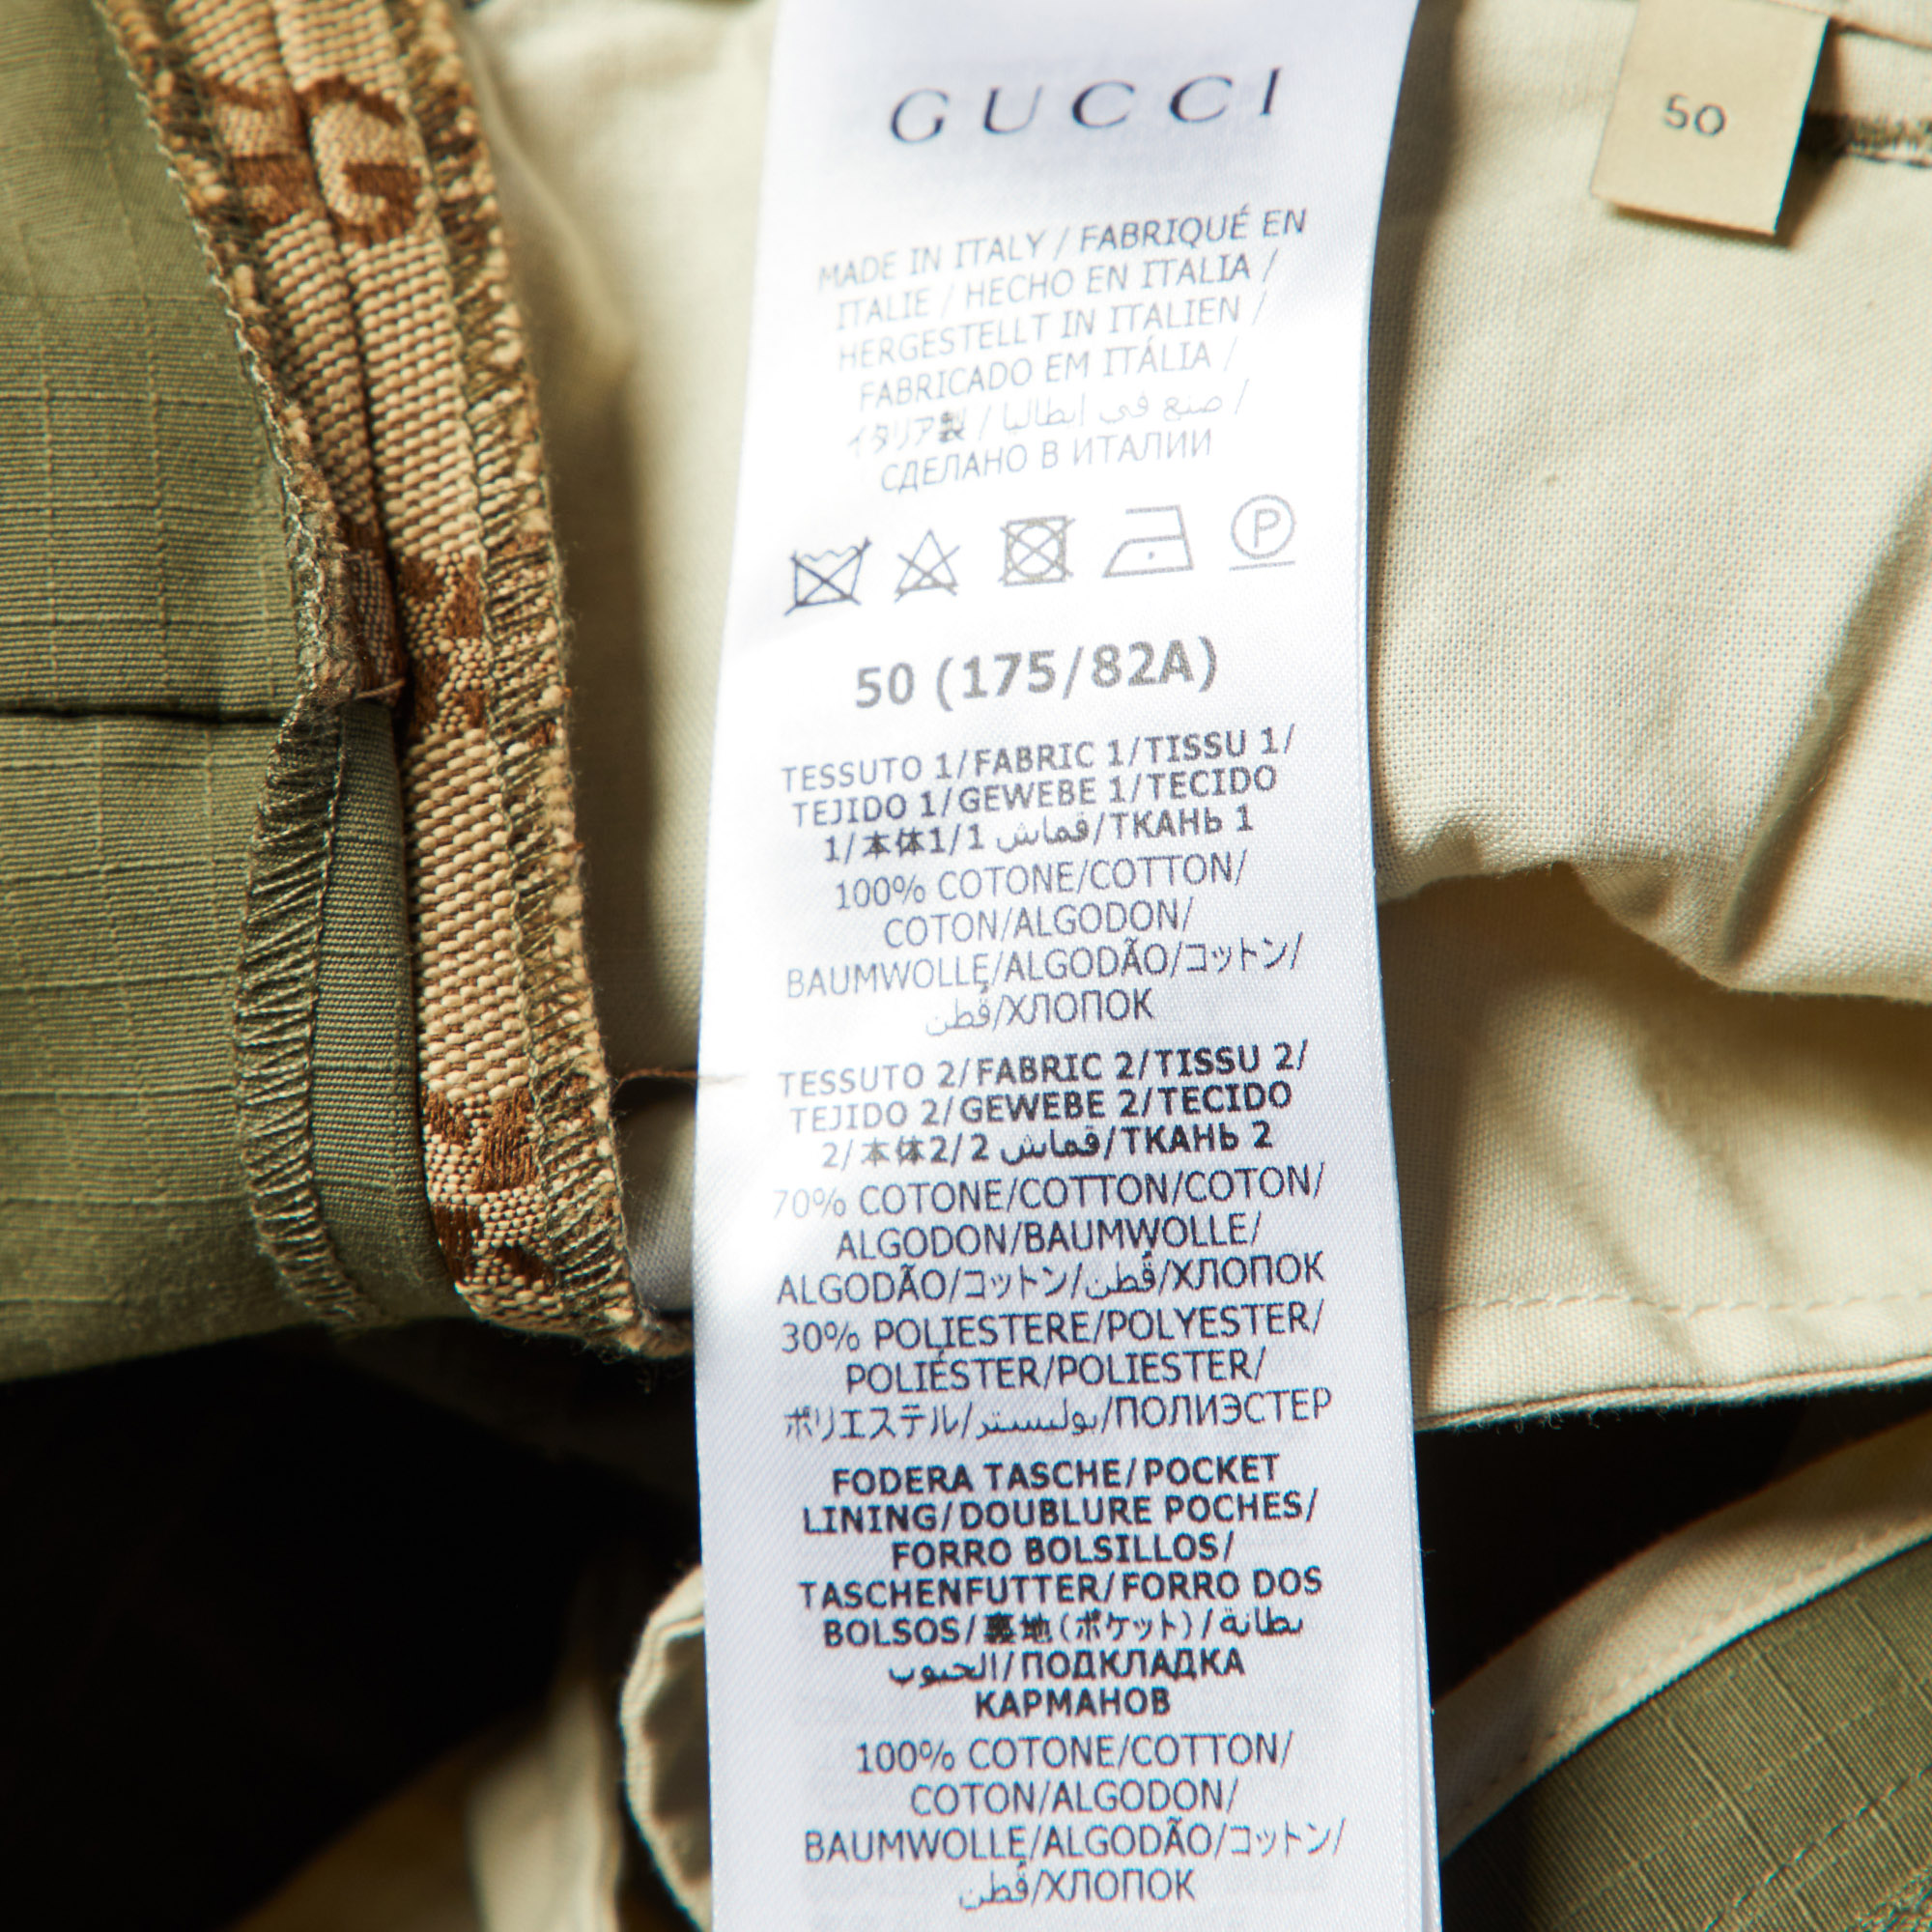 GUCCI
50
MADE IN ITALY / FABRIQUÉ EN
ITALIE / HECHO EN ITALIA /
HERGESTELLT IN ITALIEN /
FABRICADO EM ITÁLIA /
イタリア製 / صنع في إيطاليا /
СДЕЛАНО В ИТАЛИИ
P
50 (175/82A)
TESSUTO 1/FABRIC 1/TISSU 1/
TEJIDO 1/GEWEBE 1/TECIDO
1/本体1/قماش 1/ТКАНЬ 1
100% COTONE/COTTON/
COTON/ALGODON/
BAUMWOLLE/ALGODÃO/コットン/
قُطن/ХЛОПОК
TESSUTO 2/FABRIC 2/TISSU 2/
TEJIDO 2/GEWEBE 2/TECIDO
2/本体2/قماش 2/ТКАНЬ 2
70% COTONE/COTTON/COTON/
ALGODON/BAUMWOLLE/
ALGODÃO/コットン/قُطن/ХЛОПОК
30% POLIESTERE/POLYESTER/
POLIÉSTER/POLIESTER/
ポリエステル/بوليستر/ПОЛИЭСТЕР
FODERA TASCHE/POCKET
LINING/DOUBLURE POCHES/
FORRO BOLSILLOS/
TASCHENFUTTER/FORRO DOS
BOLSOS/裏地(ポケット)/بطانة
الجيوب/ПОДКЛАДКА
КАРМАНОВ
100% COTONE/COTTON/
COTON/ALGODON/
BAUMWOLLE/ALGODÃO/コットン/
قُطن/ХЛОПОК